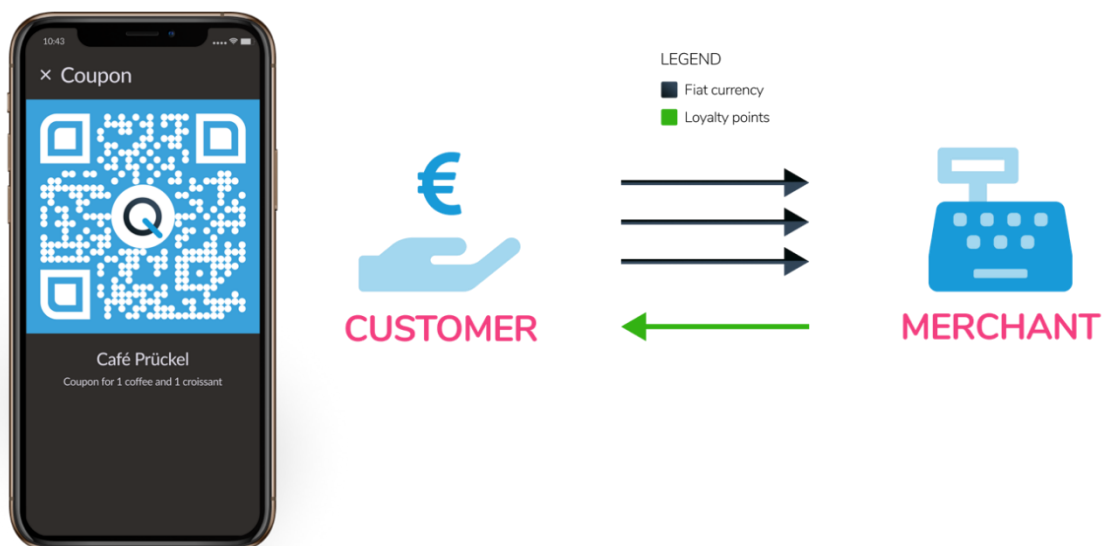 10:43
× Coupon
Café Prückel
Coupon for 1 coffee and 1 croissant
LEGEND
Fiat currency
Loyalty points
€
CUSTOMER
MERCHANT